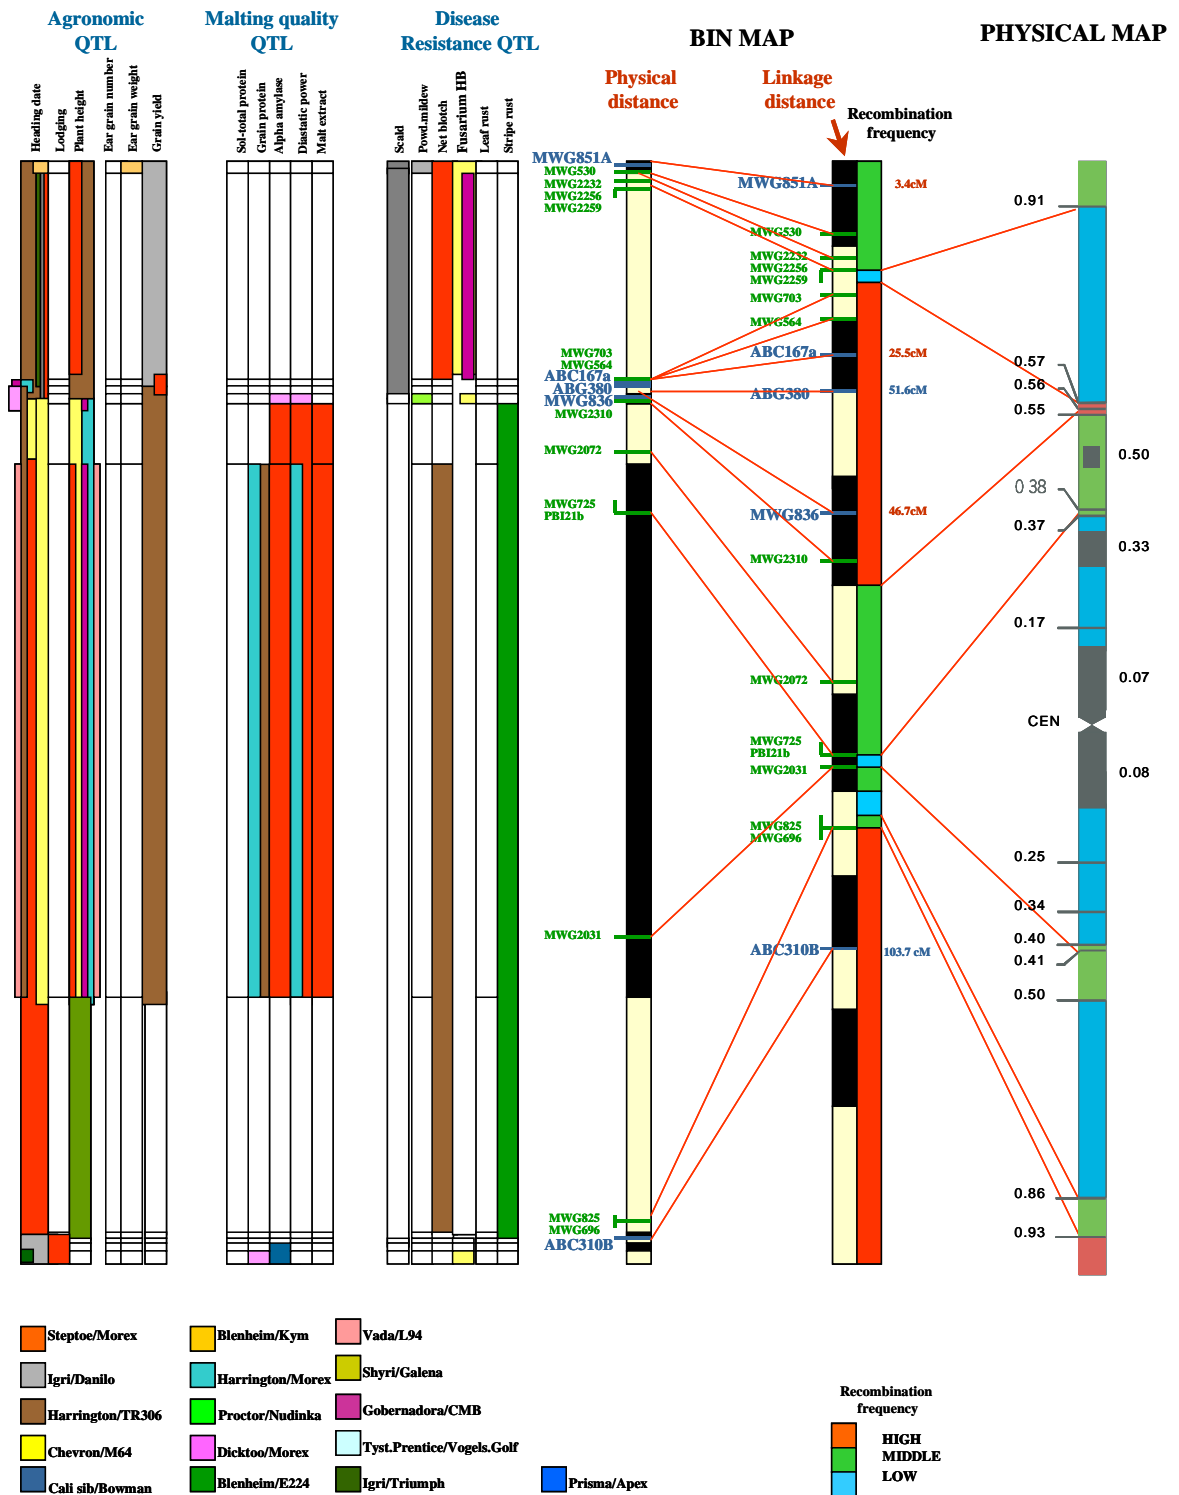 Agronomic
QTL
Malting quality
QTL
Disease
Resistance QTL
BIN MAP
PHYSICAL MAP
Physical
distance
Linkage
distance
Recombination
frequency
Heading date
Lodging
Plant height
Ear grain number
Ear grain weight
Grain yield
Sol-total protein
Grain protein
Alpha amylase
Diastatic power
Malt extract
Scald
Powd.mildew
Net blotch
Fusarium HB
Leaf rust
Stripe rust
MWG851A
MWG530
MWG2232
MWG2256
MWG2259
MWG703
MWG564
ABC167a
ABG380
MWG836
MWG2310
MWG2072
MWG725
PBI21b
MWG2031
MWG825
MWG696
ABC310B
MWG851A
MWG530
MWG2232
MWG2256
MWG2259
MWG703
MWG564
ABC167a
ABG380
MWG836
MWG2310
MWG2072
MWG725
PBI21b
MWG2031
MWG825
MWG696
ABC310B
3.4cM
25.5cM
51.6cM
46.7cM
103.7 cM
0.91
0.57
0.56
0.55
0.50
0 38
0.37
0.33
0.17
0.07
CEN
0.08
0.25
0.34
0.40
0.41
0.50
0.86
0.93
Steptoe/Morex
Igri/Danilo
Harrington/TR306
Chevron/M64
Cali sib/Bowman
Blenheim/Kym
Harrington/Morex
Proctor/Nudinka
Dicktoo/Morex
Blenheim/E224
Vada/L94
Shyri/Galena
Gobernadora/CMB
Tyst.Prentice/Vogels.Golf
Igri/Triumph
Prisma/Apex
Recombination
frequency
HIGH
MIDDLE
LOW